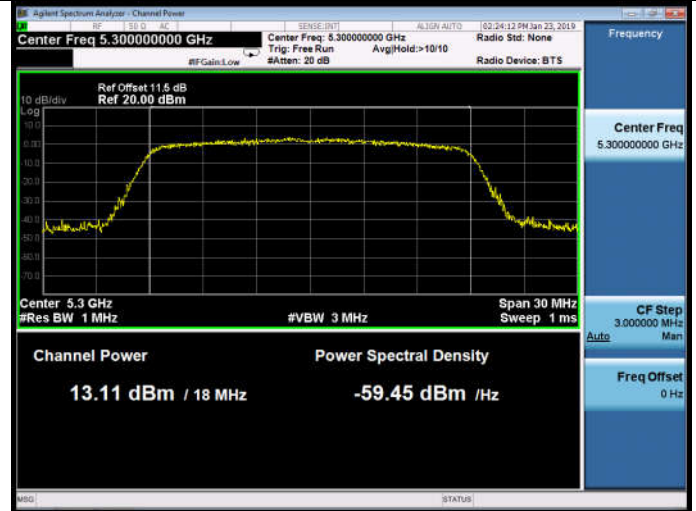 Agilent Spectrum Analyzer - Channel Power
RF 50 Ω AC SENSE:INT ALIGN AUTO 02:24:12 PM Jan 23, 2019
Center Freq 5.300000000 GHz
Center Freq: 5.300000000 GHz
Radio Std: None
Trig: Free Run Avg|Hold:>10/10
#IFGain:Low
#Atten: 20 dB
Radio Device: BTS
Frequency
Ref Offset 11.5 dB
10 dB/div Ref 20.00 dBm
Log
10.0
0.00
-10.0
-20.0
-30.0
-40.0
-50.0
-60.0
-70.0
Center 5.3 GHz
Span 30 MHz
#Res BW 1 MHz
#VBW 3 MHz
Sweep 1 ms
Center Freq
5.300000000 GHz
CF Step
3.000000 MHz
Auto Man
Freq Offset
0 Hz
Channel Power
Power Spectral Density
13.11 dBm / 18 MHz
-59.45 dBm /Hz
MSG
STATUS